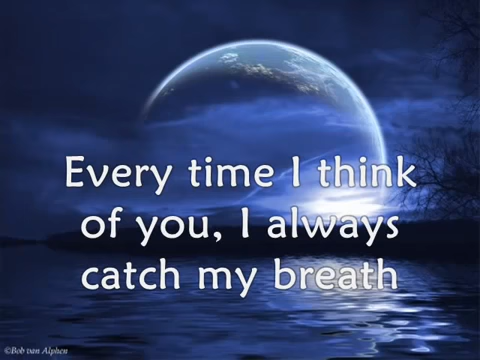 Every time I think
of you, I always
catch my breath
©Bob van Alphen